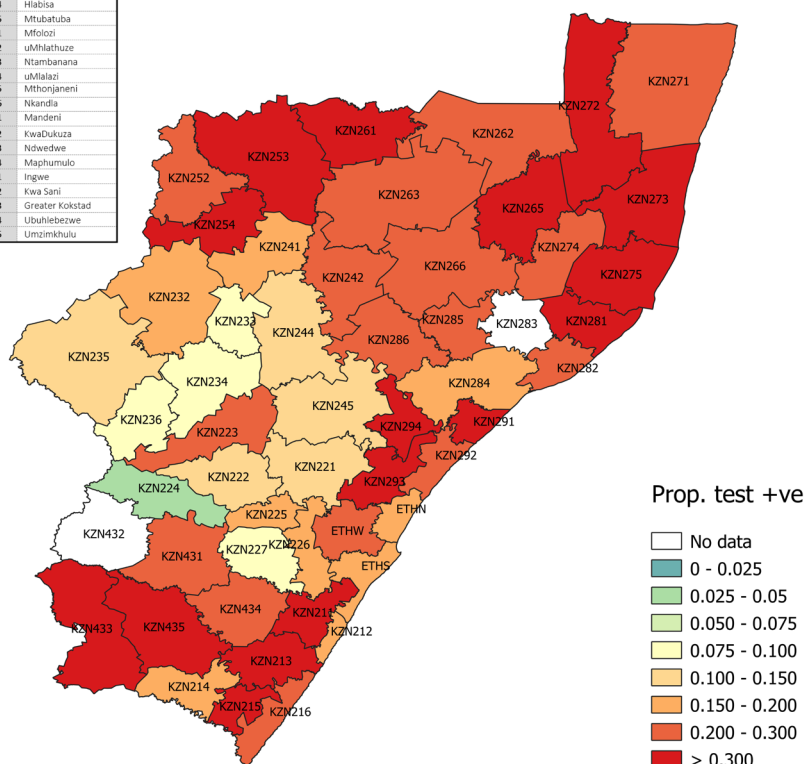 Hlabisa
Mtubatuba
Mfolozi
uMhlathuze
Ntambanana
uMlalazi
Mthonjaneni
Nkandla
Mandeni
KwaDukuza
Ndwedwe
Maphumulo
Ingwe
Kwa Sani
Greater Kokstad
Ubuhlebezwe
Umzimkhulu
KZN271
KZN272
KZN261
KZN262
KZN253
KZN252
KZN263
KZN273
KZN265
KZN254
KZN241
KZN274
KZN266
KZN275
KZN242
KZN232
KZN233
KZN244
KZN285
KZN283
KZN281
KZN286
KZN235
KZN282
KZN234
KZN284
KZN245
KZN236
KZN223
KZN294
KZN291
KZN292
KZN221
KZN222
KZN293
KZN224
ETHN
KZN225
KZN432
ETHW
KZN227
KZN226
KZN431
ETHS
KZN434
KZN211
KZN433
KZN435
KZN212
KZN213
KZN214
KZN215
KZN216
Prop. test +ve
No data
0 - 0.025
0.025 - 0.05
0.050 - 0.075
0.075 - 0.100
0.100 - 0.150
0.150 - 0.200
0.200 - 0.300
> 0.300